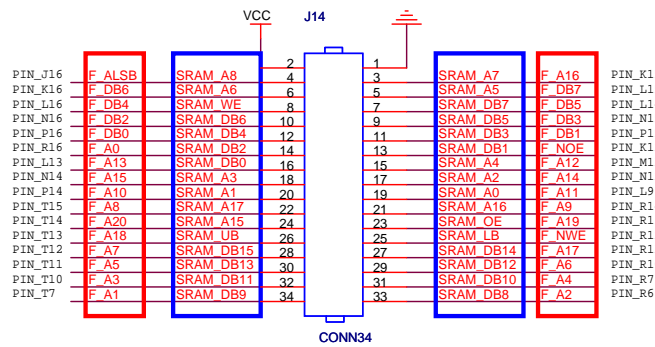 VCC J14
2 1
PIN_J16 F_ALSB SRAM_A8 4 3 SRAM_A7 F_A16 PIN_K1
PIN_K16 F_DB6 SRAM_A6 6 5 SRAM_A5 F_DB7 PIN_L1
PIN_L16 F_DB4 SRAM_WE 8 7 SRAM_DB7 F_DB5 PIN_L1
PIN_N16 F_DB2 SRAM_DB6 10 9 SRAM_DB5 F_DB3 PIN_N1
PIN_P16 F_DB0 SRAM_DB4 12 11 SRAM_DB3 F_DB1 PIN_P1
PIN_R16 F_A0 SRAM_DB2 14 13 SRAM_DB1 F_NOE PIN_K1
PIN_L13 F_A13 SRAM_DB0 16 15 SRAM_A4 F_A12 PIN_M1
PIN_N14 F_A15 SRAM_A3 18 17 SRAM_A2 F_A14 PIN_N1
PIN_P14 F_A10 SRAM_A1 20 19 SRAM_A0 F_A11 PIN_L9
PIN_T15 F_A8 SRAM_A17 22 21 SRAM_A16 F_A9 PIN_R1
PIN_T14 F_A20 SRAM_A15 24 23 SRAM_OE F_A19 PIN_R1
PIN_T13 F_A18 SRAM_UB 26 25 SRAM_LB F_NWE PIN_R1
PIN_T12 F_A7 SRAM_DB15 28 27 SRAM_DB14 F_A17 PIN_R1
PIN_T11 F_A5 SRAM_DB13 30 29 SRAM_DB12 F_A6 PIN_R1
PIN_T10 F_A3 SRAM_DB11 32 31 SRAM_DB10 F_A4 PIN_R7
PIN_T7 F_A1 SRAM_DB9 34 33 SRAM_DB8 F_A2 PIN_R6
CONN34